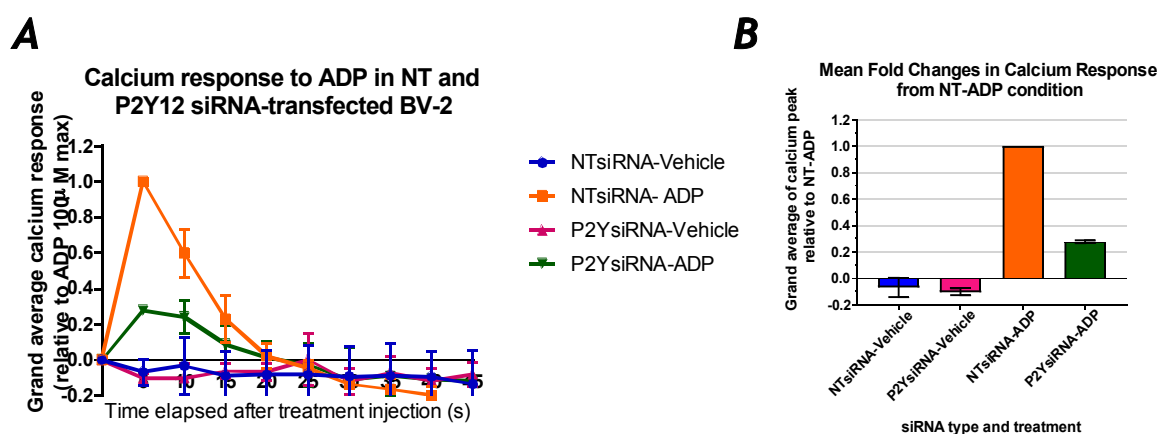 A
Calcium response to ADP in NT and
P2Y12 siRNA-transfected BV-2
Grand average calcium response
(relative to ADP 100μ M max)
1.2
1.0
0.8
0.6
0.4
0.2
0.0
-0.2
10 15 20 25 30 35 40 45
Time elapsed after treatment injection (s)
NTsiRNA-Vehicle
NTsiRNA- ADP
P2YsiRNA-Vehicle
P2YsiRNA-ADP
B
Mean Fold Changes in Calcium Response
from NT-ADP condition
Grand average of calcium peak
relative to NT-ADP
1.2
1.0
0.8
0.6
0.4
0.2
0.0
-0.2
NTsiRNA-Vehicle
P2YsiRNA-Vehicle
NTsiRNA-ADP
P2YsiRNA-ADP
siRNA type and treatment